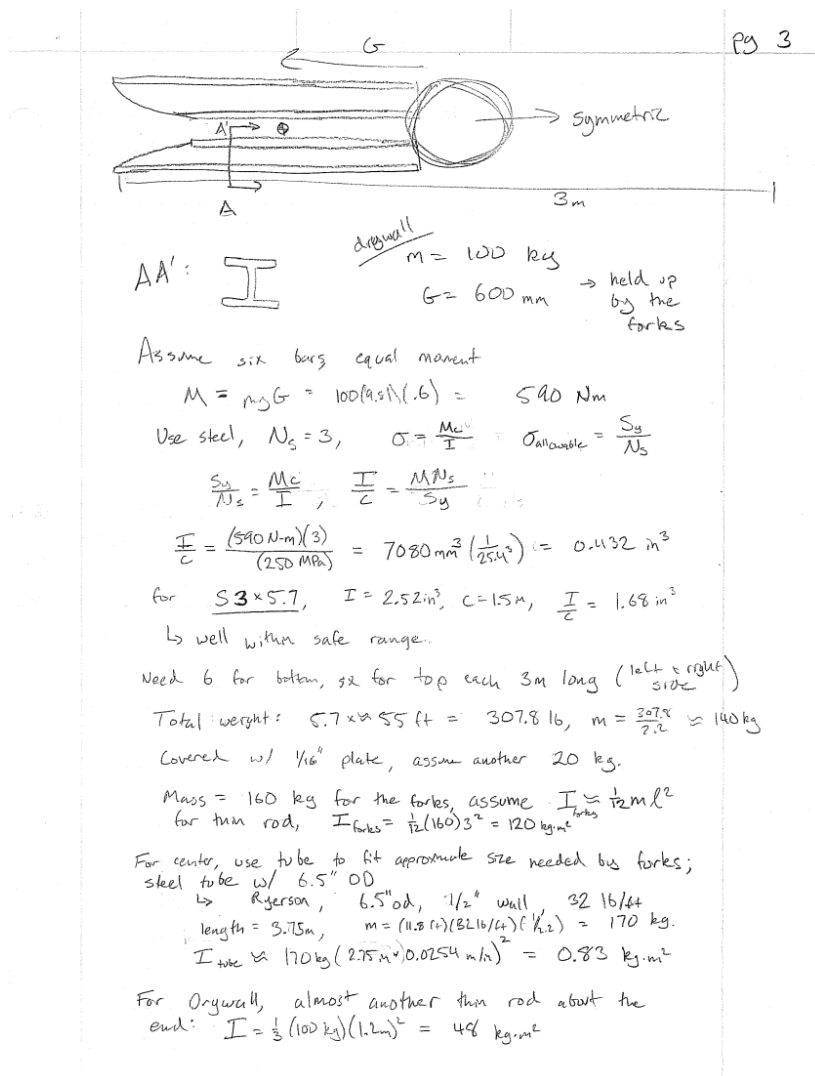 pg 3
G
A'
Symmetric
A
3m
AA': I
drywall
m = 100 kg
G = 600 mm → held up by the forks
Assume six bars, equal moment
M = mgG = 100(9.81)(.6) = 590 Nm
Use steel, Ns = 3, σ = Mc/I σallowable = Sy/Ns
Sy/Ns = Mc/I , I/c = MNs/Sy
I/c = (590 N-m)(3)/(250 MPa) = 7080 mm³ (1/25.4³) = 0.432 in³
for S3×5.7, I = 2.52in³, c = 1.5in, I/c = 1.68 in³
↳ well within safe range.
Need 6 for bottom, six for top each 3m long (left & right side)
Total weight: 5.7 × ≈ 55 ft = 307.8 lb, m = 307.8/2.2 ≈ 140 kg
Covered w/ 1/16" plate, assume another 20 kg.
Mass = 160 kg for the forks, assume Iforks ≈ 1/12 ml²
for thin rod, Iforks = 1/12(160)3² = 120 kg·m²
For center, use tube to fit approximate size needed by forks;
steel tube w/ 6.5" OD
↳ Ryerson, 6.5"od, 1/2" wall, 32 lb/ft
length = 3.75m, m = (11.8 ft)(32 lb/ft)(1/2.2) = 170 kg.
Itube ≈ 170 kg (2.75 in × 0.0254 m/in)² = 0.83 kg·m²
For Drywall, almost another thin rod about the
end: I = 1/3 (100 kg)(1.2m)² = 48 kg·m²